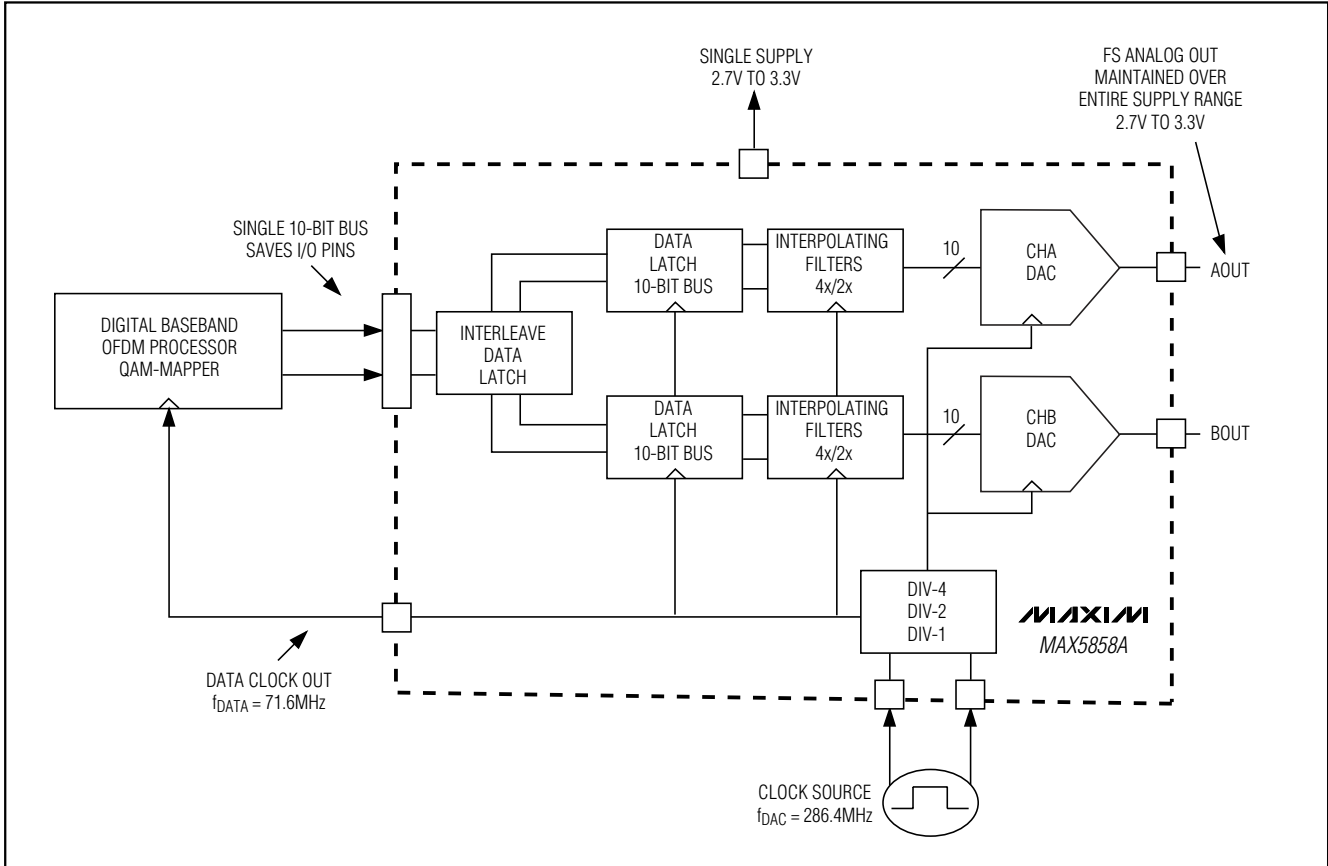 SINGLE SUPPLY
2.7V TO 3.3V
FS ANALOG OUT
MAINTAINED OVER
ENTIRE SUPPLY RANGE
2.7V TO 3.3V
SINGLE 10-BIT BUS
SAVES I/O PINS
DIGITAL BASEBAND
OFDM PROCESSOR
QAM-MAPPER
INTERLEAVE
DATA
LATCH
DATA
LATCH
10-BIT BUS
INTERPOLATING
FILTERS
4x/2x
10
CHA
DAC
AOUT
DATA
LATCH
10-BIT BUS
INTERPOLATING
FILTERS
4x/2x
10
CHB
DAC
BOUT
DIV-4
DIV-2
DIV-1
MAXIM
MAX5858A
DATA CLOCK OUT
fDATA = 71.6MHz
CLOCK SOURCE
fDAC = 286.4MHz